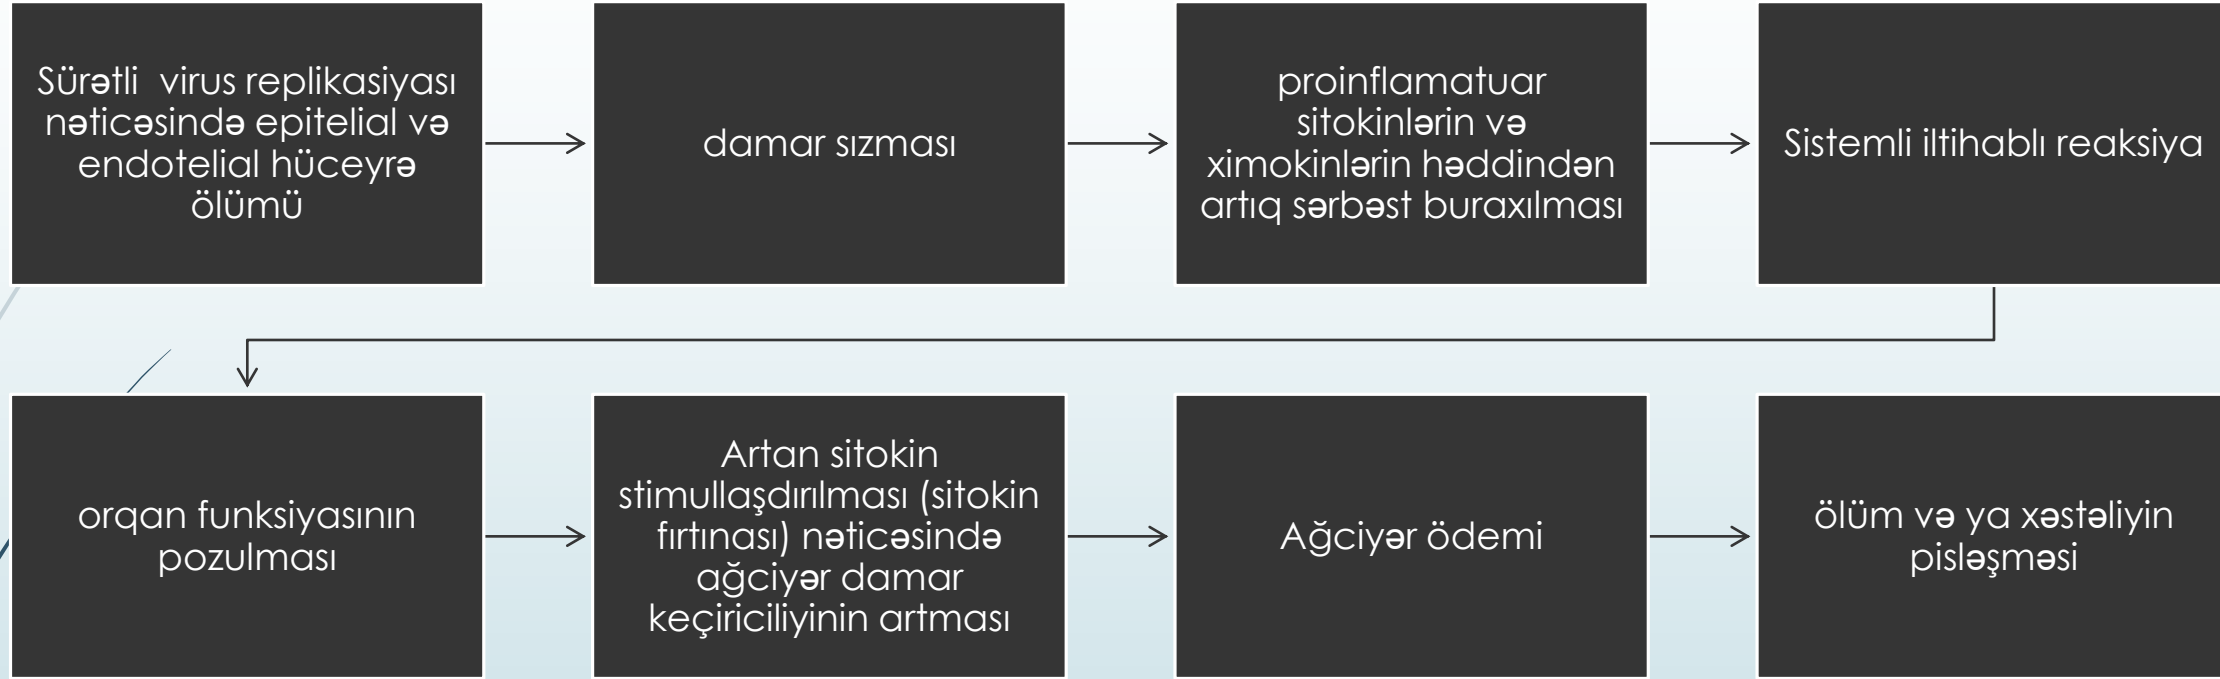 Sürətli  virus replikasiyası
nəticəsində epitelial və
endotelial hüceyrə
ölümü
damar sızması
proinflamatuar
sitokinlərin və
ximokinlərin həddindən
artıq sərbəst buraxılması
Sistemli iltihablı reaksiya
orqan funksiyasının
pozulması
Artan sitokin
stimullaşdırılması (sitokin
fırtınası) nəticəsində
ağciyər damar
keçiriciliyinin artması
Ağciyər ödemi
ölüm və ya xəstəliyin
pisləşməsi